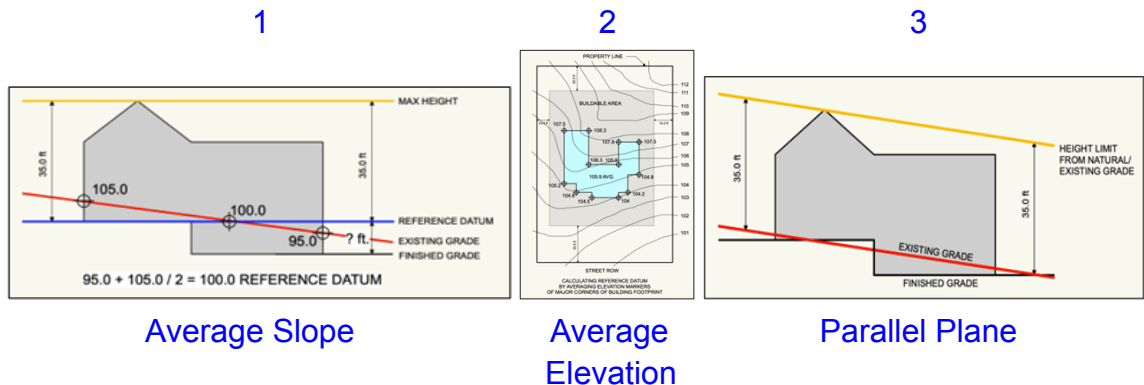 1
2
3
MAX HEIGHT
35.0 ft
35.0 ft
105.0
100.0
95.0
? ft.
REFERENCE DATUM
EXISTING GRADE
FINISHED GRADE
95.0 + 105.0 / 2 = 100.0 REFERENCE DATUM
PROPERTY LINE
112
111
110
109
108
107
106
105
104
103
102
101
BUILDABLE AREA
107.5
108.3
107.6
107.5
106.3
105.6
105.9 AVG.
104.8
105.2
104.6
104.5
104
104.2
STREET ROW
CALCULATING REFERENCE DATUM
BY AVERAGING ELEVATION MARKERS
OF MAJOR CORNERS OF BUILDING FOOTPRINT
35.0 ft
35.0 ft
HEIGHT LIMIT
FROM NATURAL/
EXISTING GRADE
EXISTING GRADE
FINISHED GRADE
Average Slope
Average
Elevation
Parallel Plane